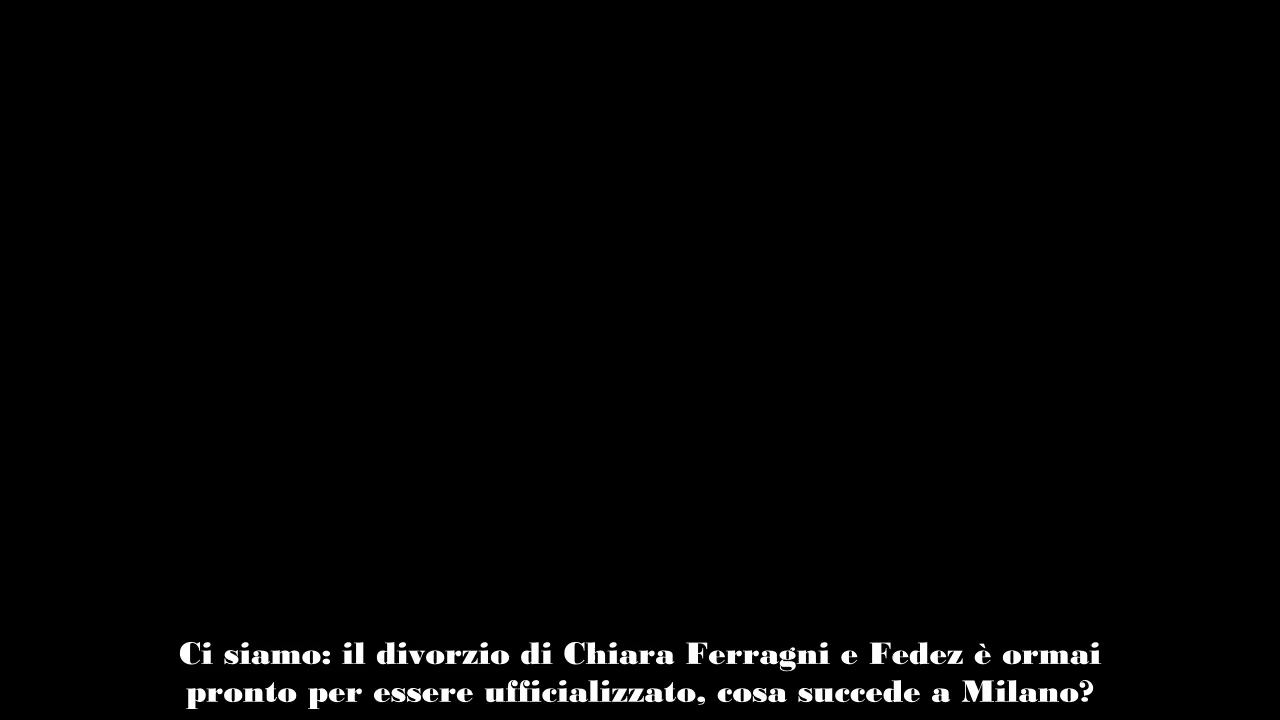 Ci siamo: il divorzio di Chiara Ferragni e Fedez è ormai
pronto per essere ufficializzato, cosa succede a Milano?